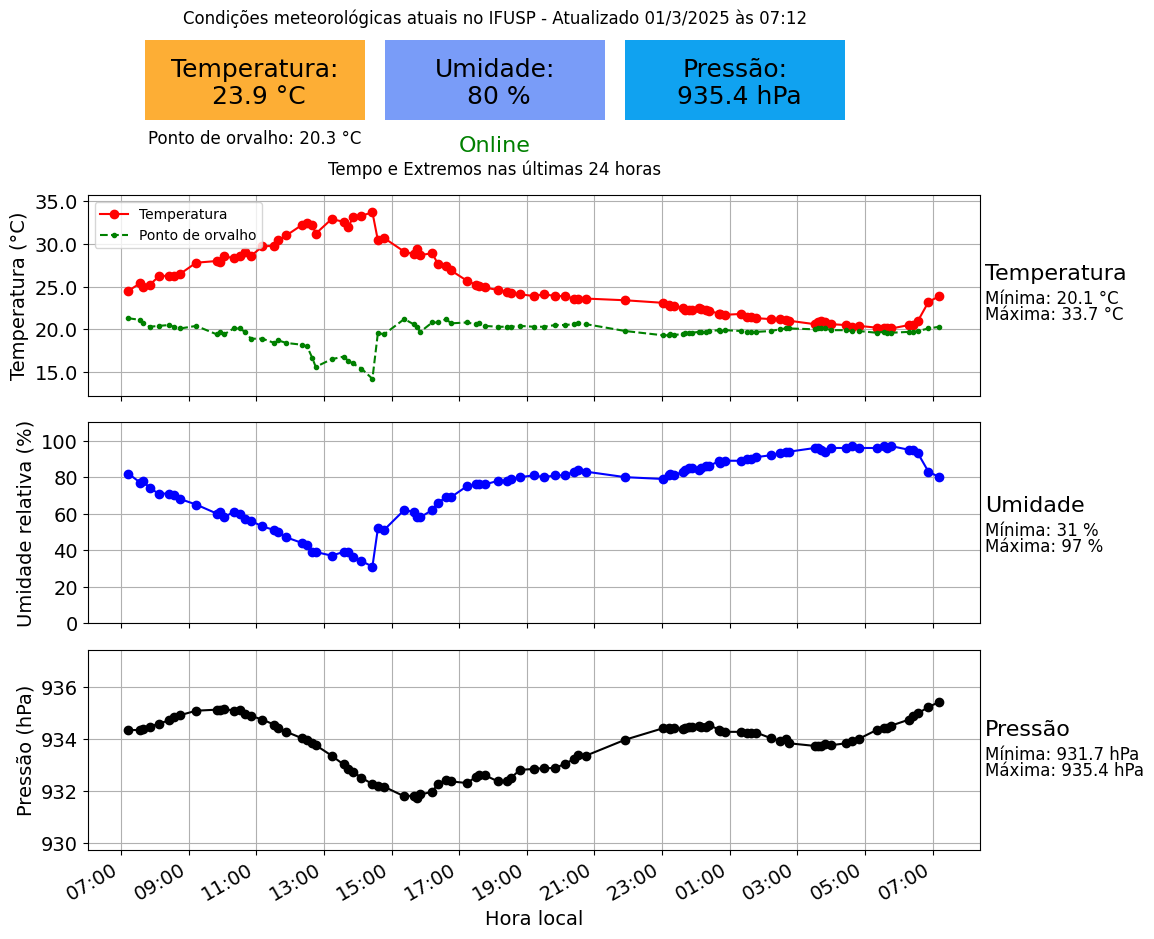 Condições meteorológicas atuais no IFUSP - Atualizado 01/3/2025 às 07:12
Temperatura:
23.9 °C
Umidade:
80 %
Pressão:
935.4 hPa
Ponto de orvalho: 20.3 °C
Online
Tempo e Extremos nas últimas 24 horas
Temperatura (°C)
35.0
30.0
25.0
20.0
15.0
Temperatura
Ponto de orvalho
Temperatura
Mínima: 20.1 °C
Máxima: 33.7 °C
Umidade relativa (%)
100
80
60
40
20
0
Umidade
Mínima: 31 %
Máxima: 97 %
Pressão (hPa)
936
934
932
930
Pressão
Mínima: 931.7 hPa
Máxima: 935.4 hPa
07:00 09:00 11:00 13:00 15:00 17:00 19:00 21:00 23:00 01:00 03:00 05:00 07:00
Hora local